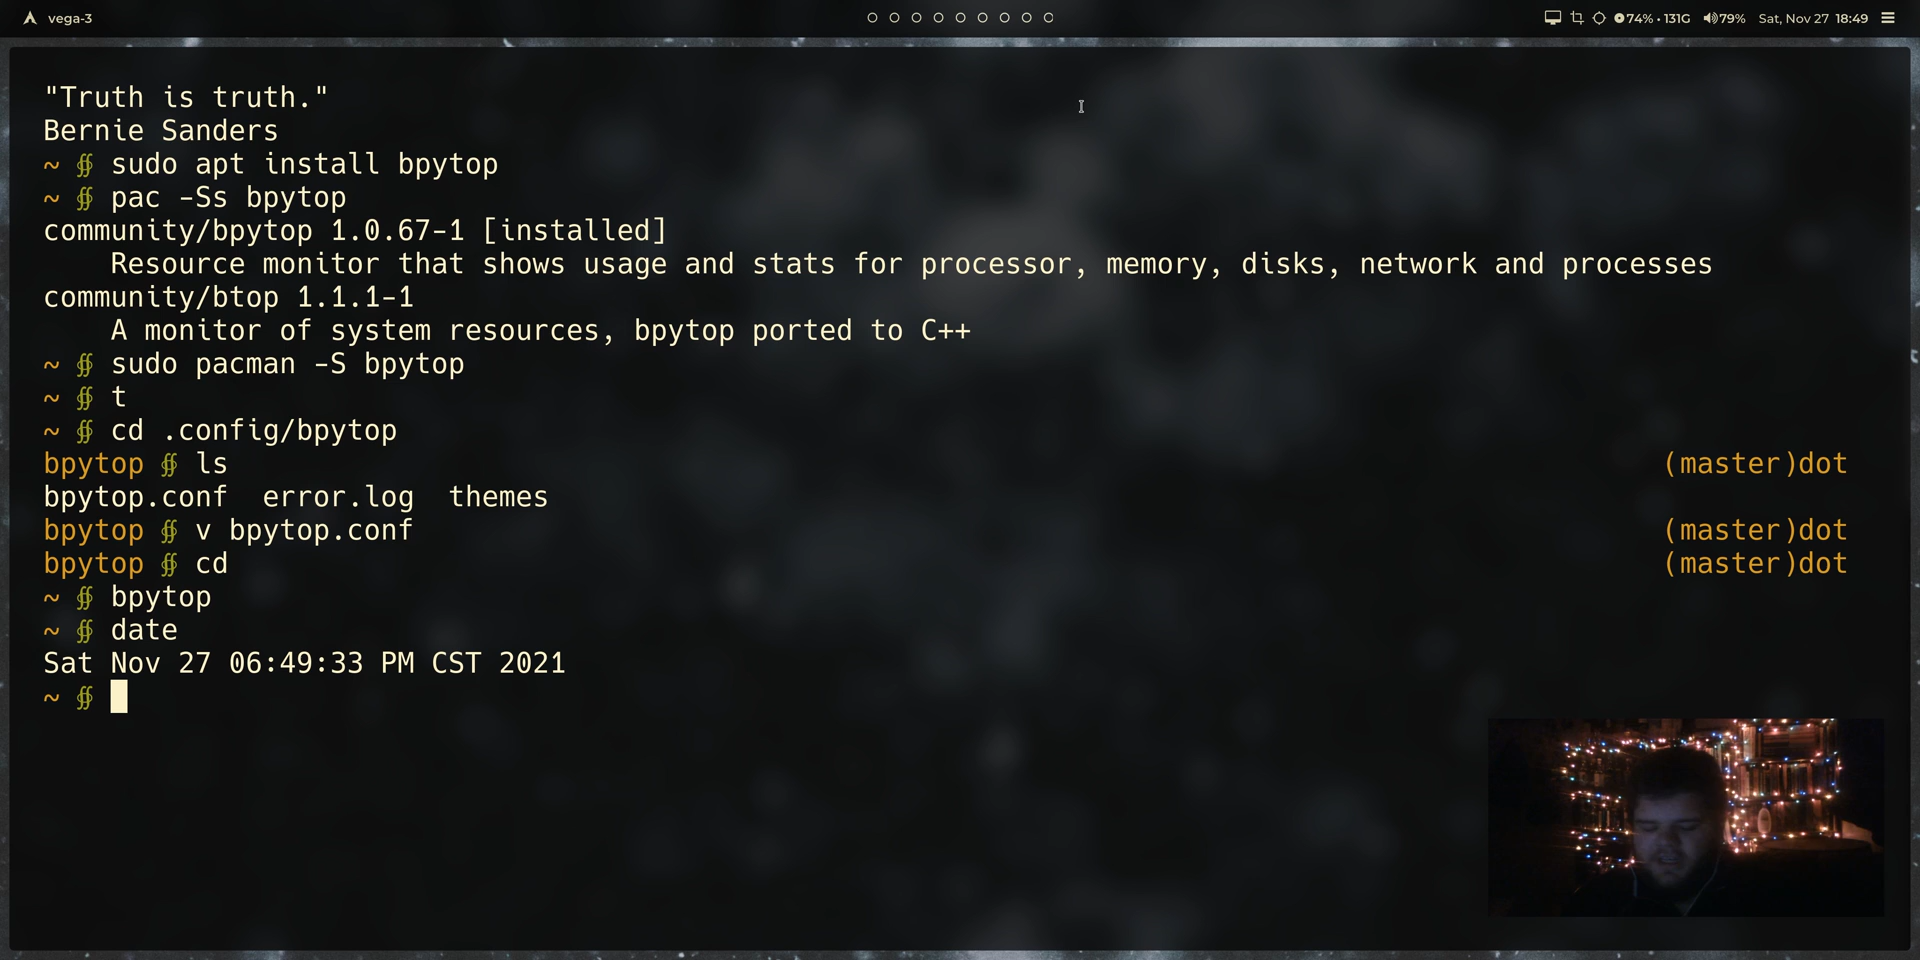 vega-3
74% • 131G 79% Sat, Nov 27 18:49
"Truth is truth."
Bernie Sanders
~ ∯ sudo apt install bpytop
~ ∯ pac -Ss bpytop
community/bpytop 1.0.67-1 [installed]
Resource monitor that shows usage and stats for processor, memory, disks, network and processes
community/btop 1.1.1-1
A monitor of system resources, bpytop ported to C++
~ ∯ sudo pacman -S bpytop
~ ∯ t
~ ∯ cd .config/bpytop
bpytop ∯ ls (master)dot
bpytop.conf error.log themes
bpytop ∯ v bpytop.conf (master)dot
bpytop ∯ cd (master)dot
~ ∯ bpytop
~ ∯ date
Sat Nov 27 06:49:33 PM CST 2021
~ ∯